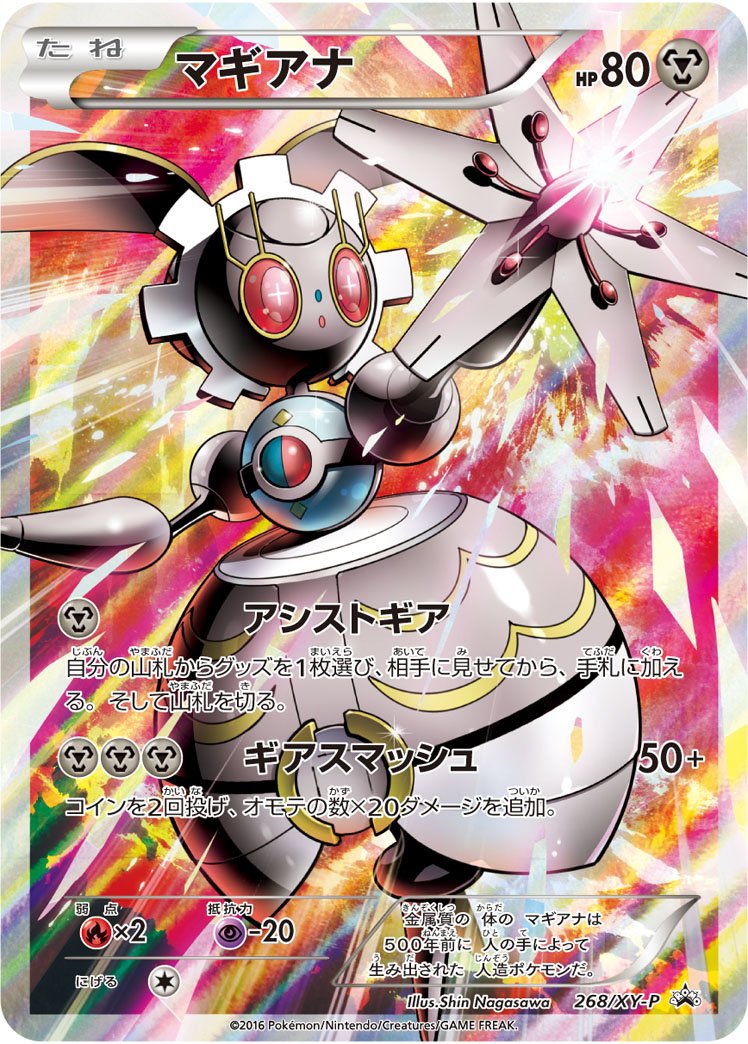 たね マギアナ HP80
アシストギア
自分の山札からグッズを1枚選び、相手に見せてから、手札に加え
る。そして山札を切る。
ギアスマッシュ 50+
コインを2回投げ、オモテの数×20ダメージを追加。
弱点 抵抗力
×2 -20
にげる
金属質の 体の マギアナは
500年前に 人の手によって
生み出された 人造ポケモンだ。
Illus. Shin Nagasawa 268/XY-P
©2016 Pokémon/Nintendo/Creatures/GAME FREAK.